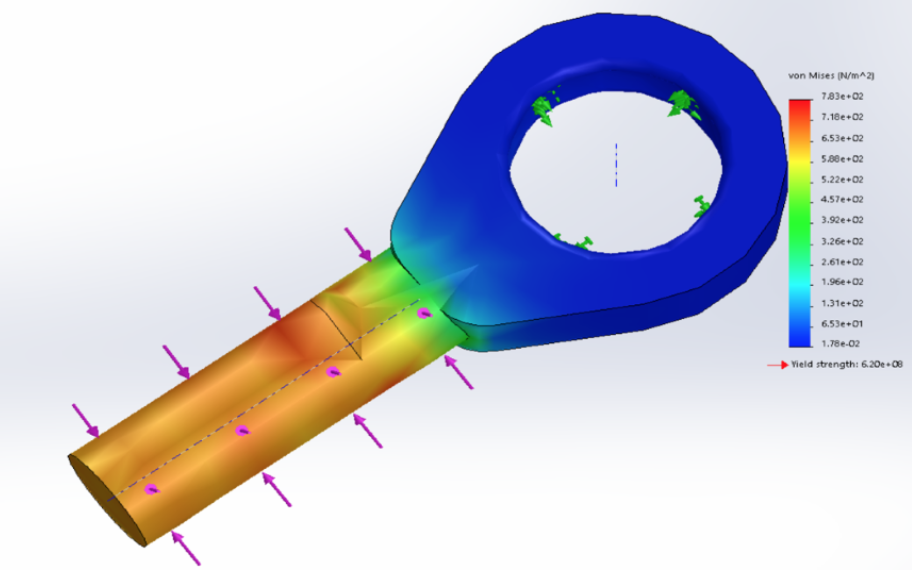 von Mises (N/m^2)
7.83e+02
7.18e+02
6.53e+02
5.88e+02
5.22e+02
4.57e+02
3.92e+02
3.26e+02
2.61e+02
1.96e+02
1.31e+02
6.53e+01
1.78e-02
Yield strength: 6.20e+08